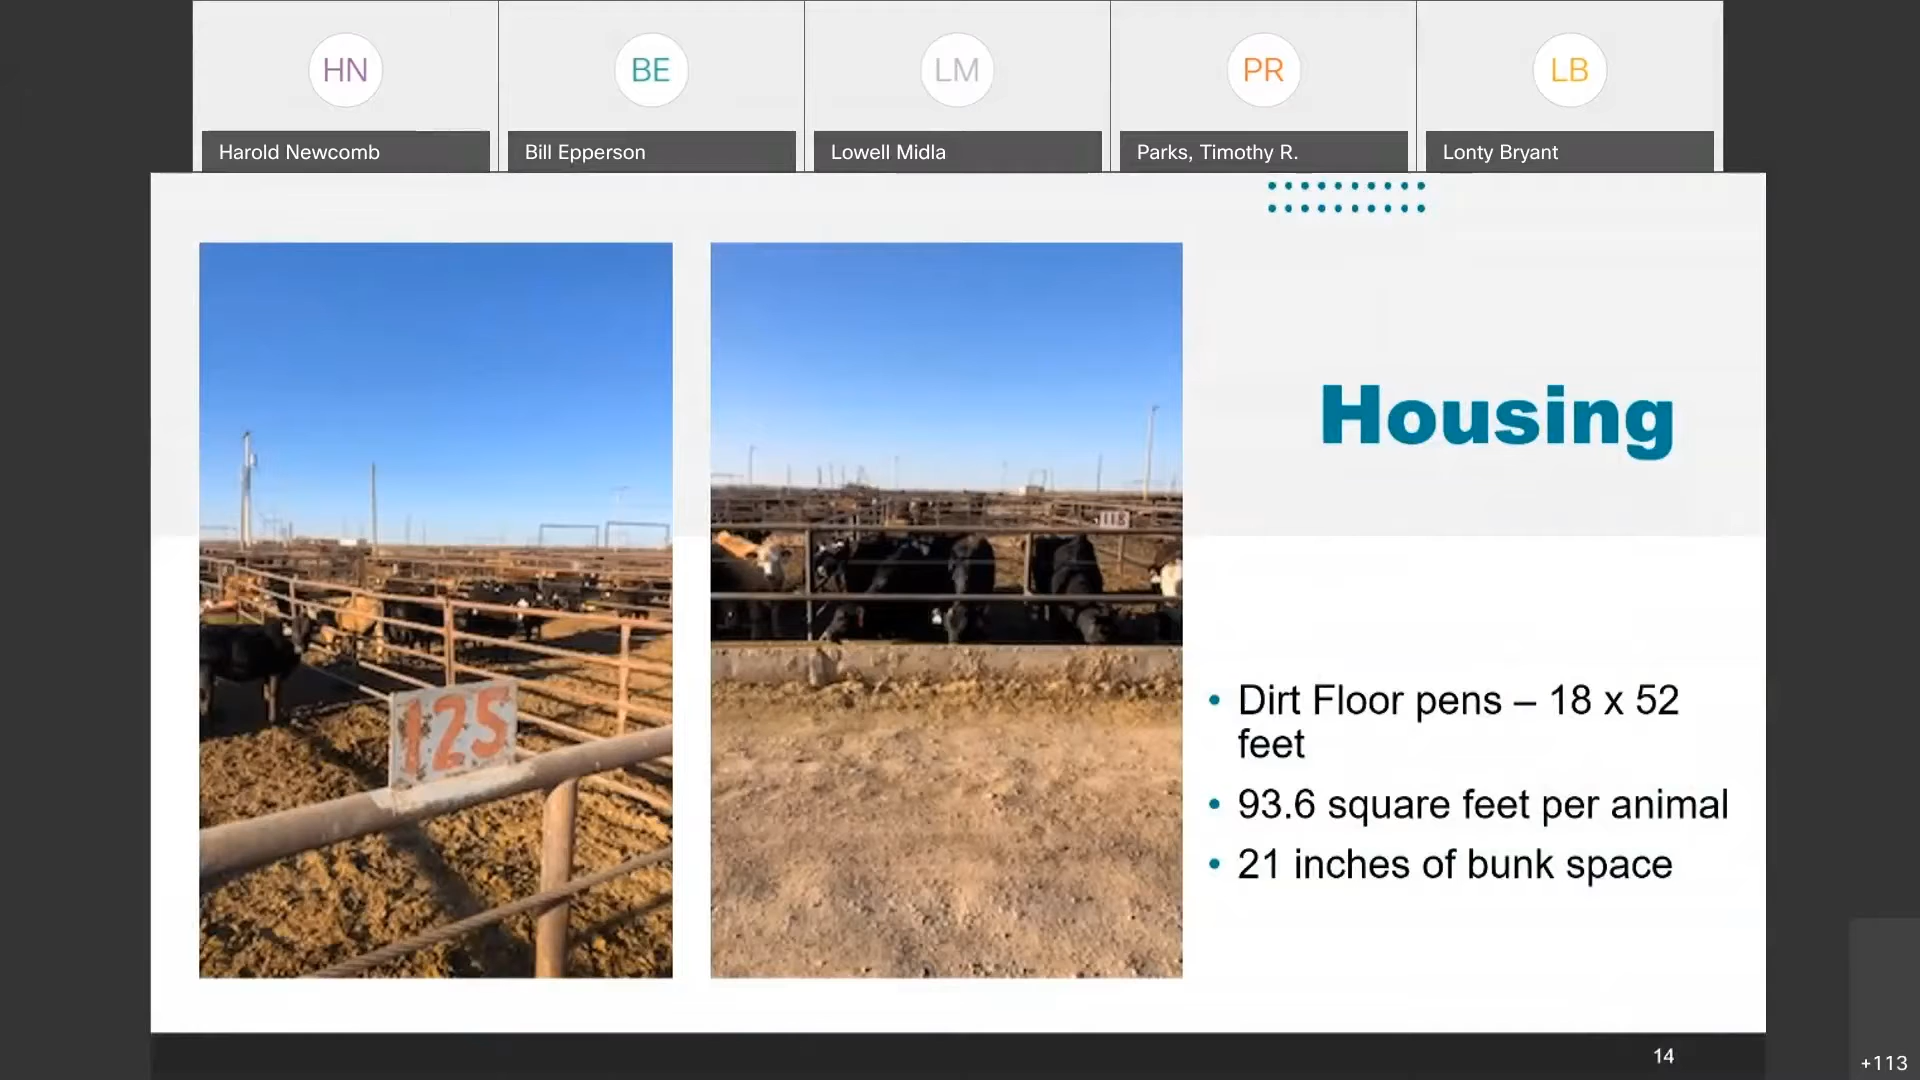 HN
BE
LM
PR
LB
Harold Newcomb
Bill Epperson
Lowell Midla
Parks, Timothy R.
Lonty Bryant
Housing
118
125
• Dirt Floor pens – 18 x 52
feet
• 93.6 square feet per animal
• 21 inches of bunk space
14
+113